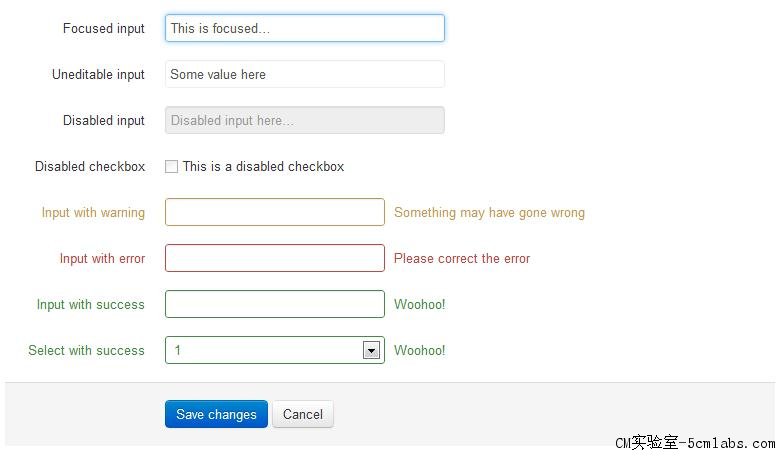 Focused input This is focused...
Uneditable input Some value here
Disabled input Disabled input here...
Disabled checkbox This is a disabled checkbox
Input with warning Something may have gone wrong
Input with error Please correct the error
Input with success Woohoo!
Select with success 1 Woohoo!
Save changes Cancel
CM实验室-5cmlabs.com